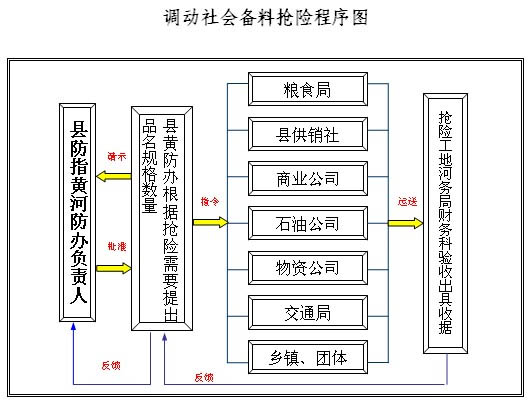 调动社会备料抢险程序图
县防指黄河防办负责人
请示
批准
县黄防办根据抢险需要提出
品名规格数量
指令
粮食局
县供销社
商业公司
石油公司
物资公司
交通局
乡镇、团体
运送
抢险工地河务局财务科验收出具收据
反馈
反馈